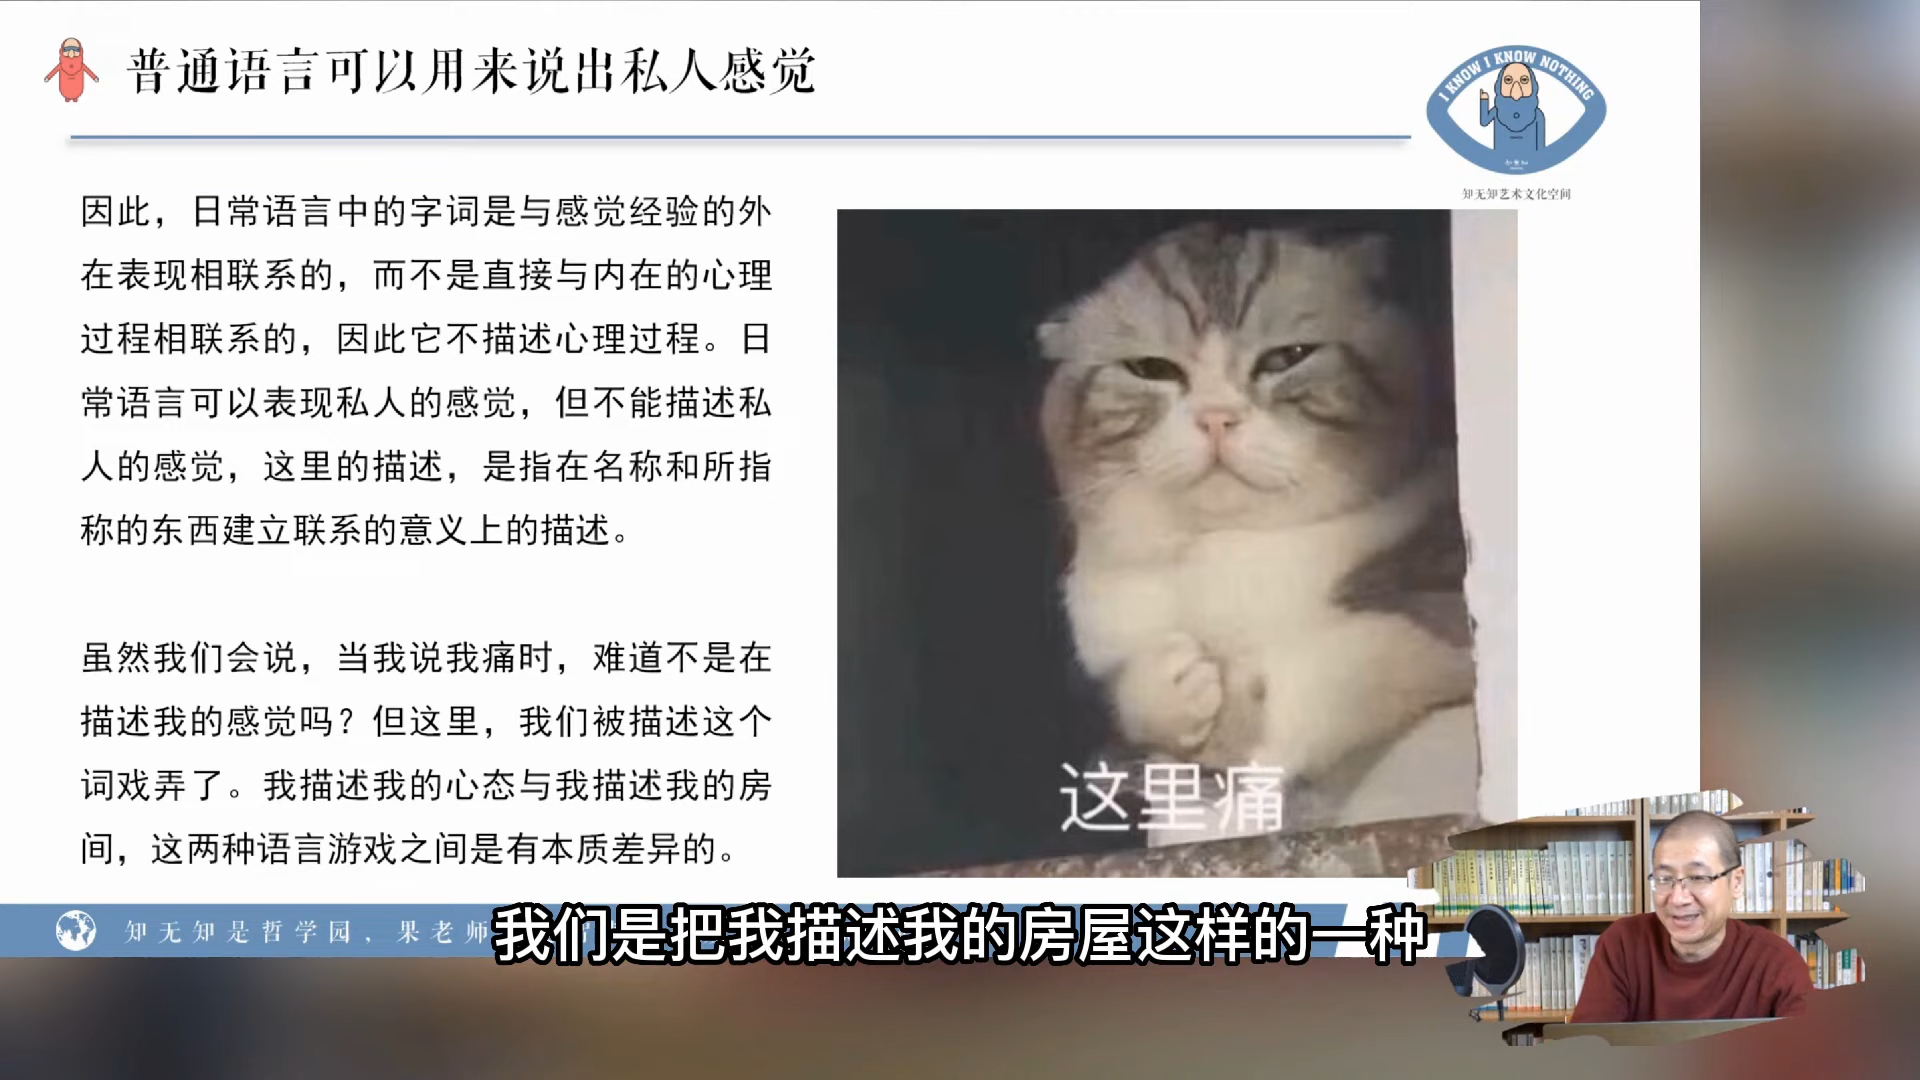 普通语言可以用来说出私人感觉
I KNOW I KNOW NOTHING
知无知艺术文化空间
因此，日常语言中的字词是与感觉经验的外
在表现相联系的，而不是直接与内在的心理
过程相联系的，因此它不描述心理过程。日
常语言可以表现私人的感觉，但不能描述私
人的感觉，这里的描述，是指在名称和所指
称的东西建立联系的意义上的描述。
虽然我们会说，当我说我痛时，难道不是在
描述我的感觉吗？但这里，我们被描述这个
词戏弄了。我描述我的心态与我描述我的房
间，这两种语言游戏之间是有本质差异的。
这里痛
知无知是哲学园，果老师
我们是把我描述我的房屋这样的一种